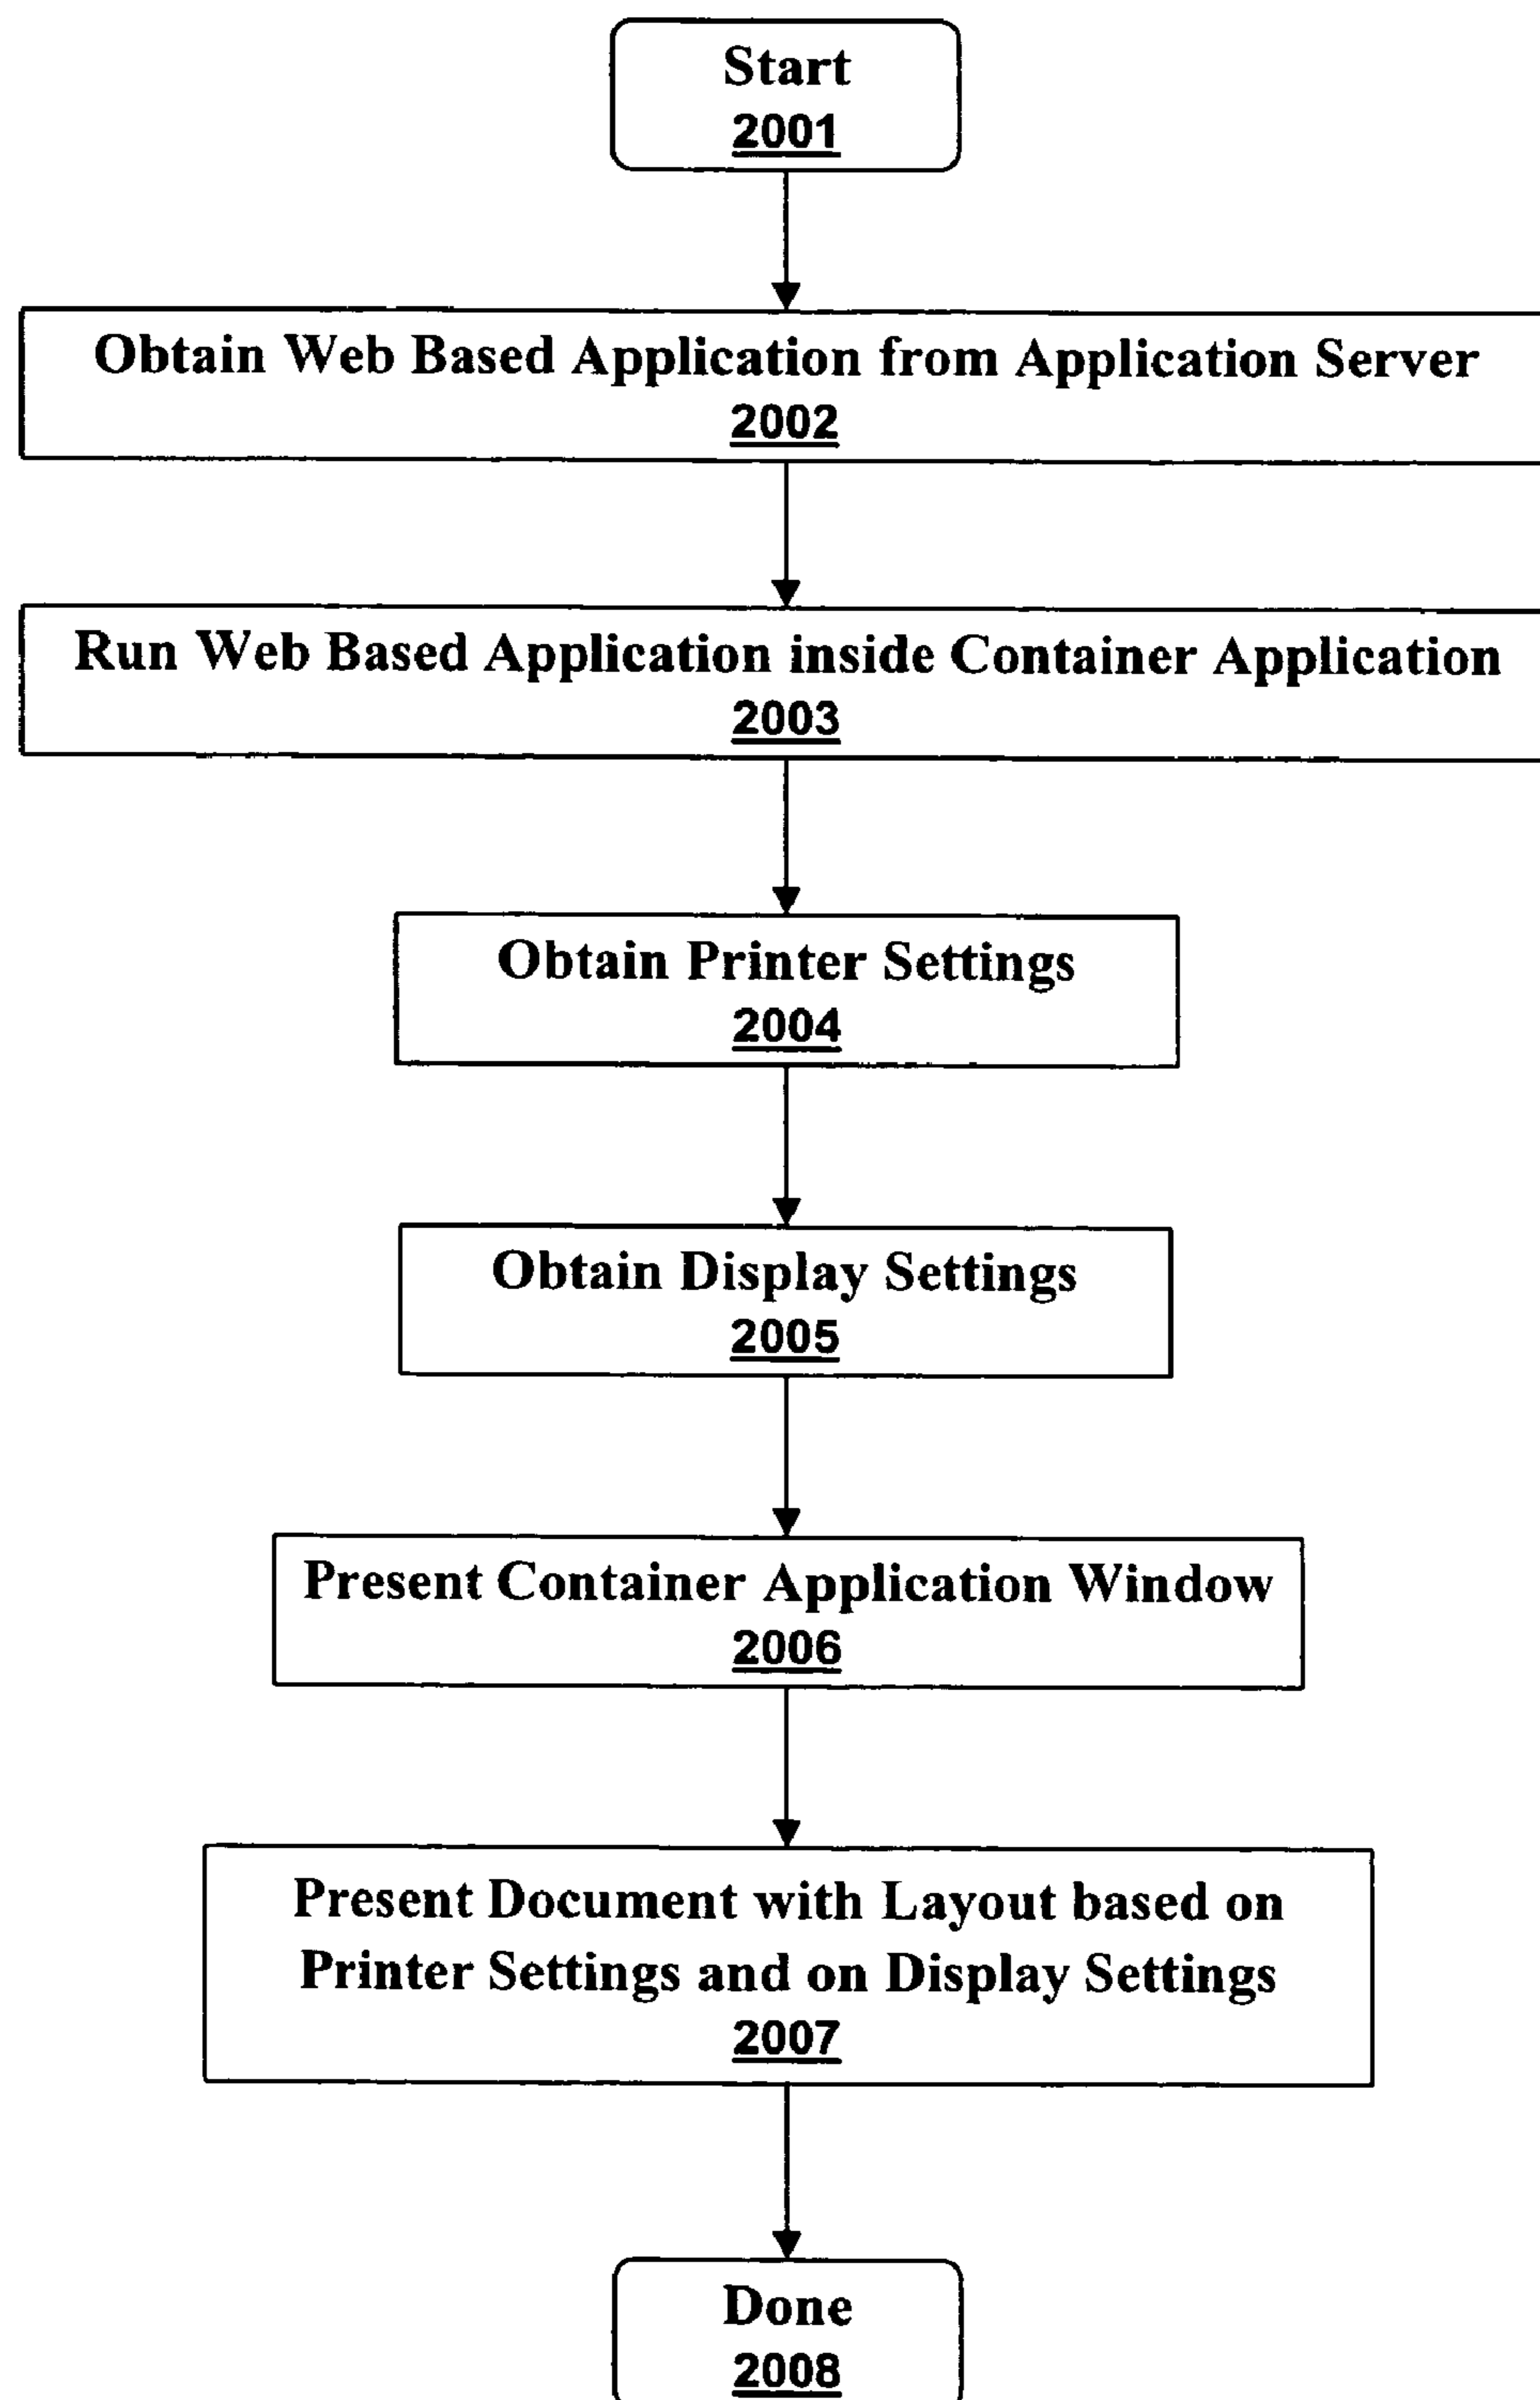 Start
2001
Obtain Web Based Application from Application Server
2002
Run Web Based Application inside Container Application
2003
Obtain Printer Settings
2004
Obtain Display Settings
2005
Present Container Application Window
2006
Present Document with Layout based on
Printer Settings and on Display Settings
2007
Done
2008